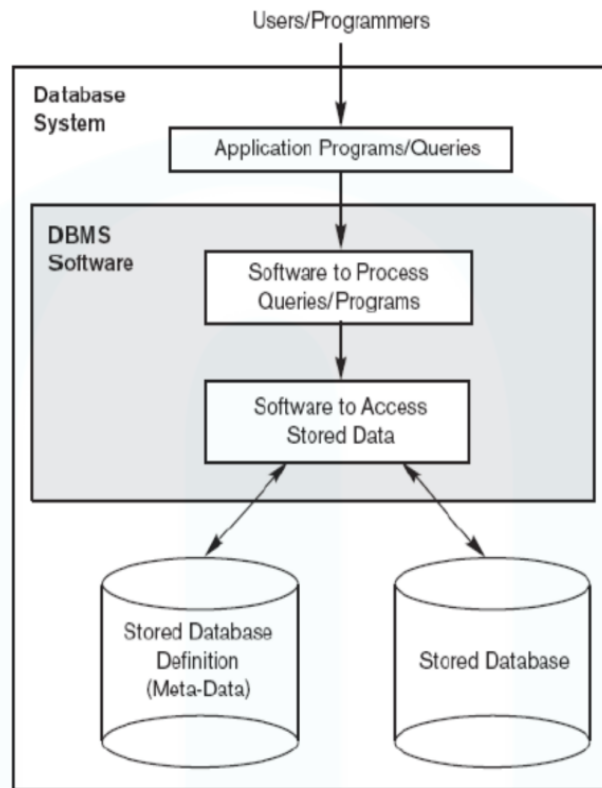 Users/Programmers
Database
System
Application Programs/Queries
DBMS
Software
Software to Process
Queries/Programs
Software to Access
Stored Data
Stored Database
Definition
(Meta-Data)
Stored Database